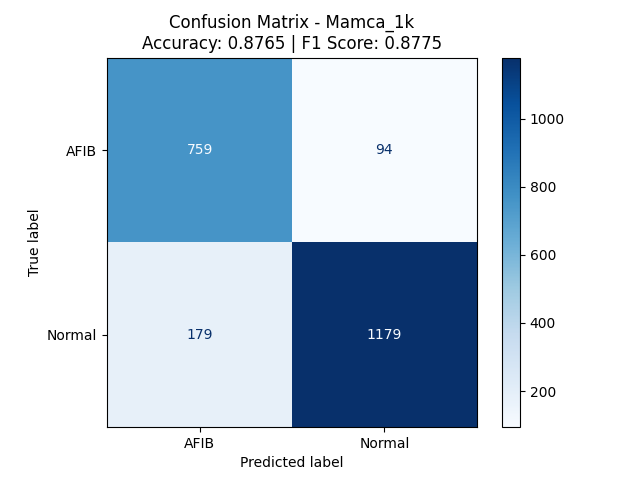 Confusion Matrix - Mamca_1k
Accuracy: 0.8765 | F1 Score: 0.8775
True label
AFIB
759
94
Normal
179
1179
AFIB
Normal
Predicted label
1000
800
600
400
200